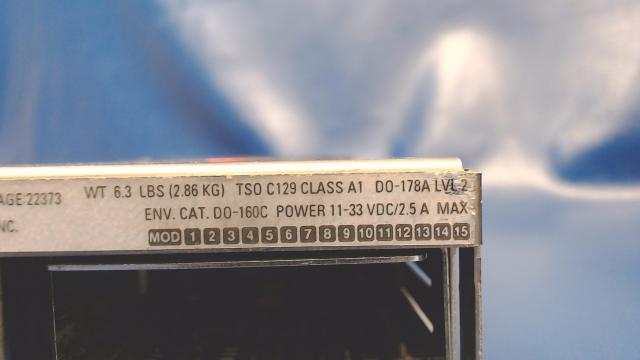 AGE:22373 WT 6.3 LBS (2.86 KG) TSO C129 CLASS A1 DO-178A LVL 2
NC. ENV. CAT. DO-160C POWER 11-33 VDC/2.5 A MAX
MOD 1 2 3 4 5 6 7 8 9 10 11 12 13 14 15